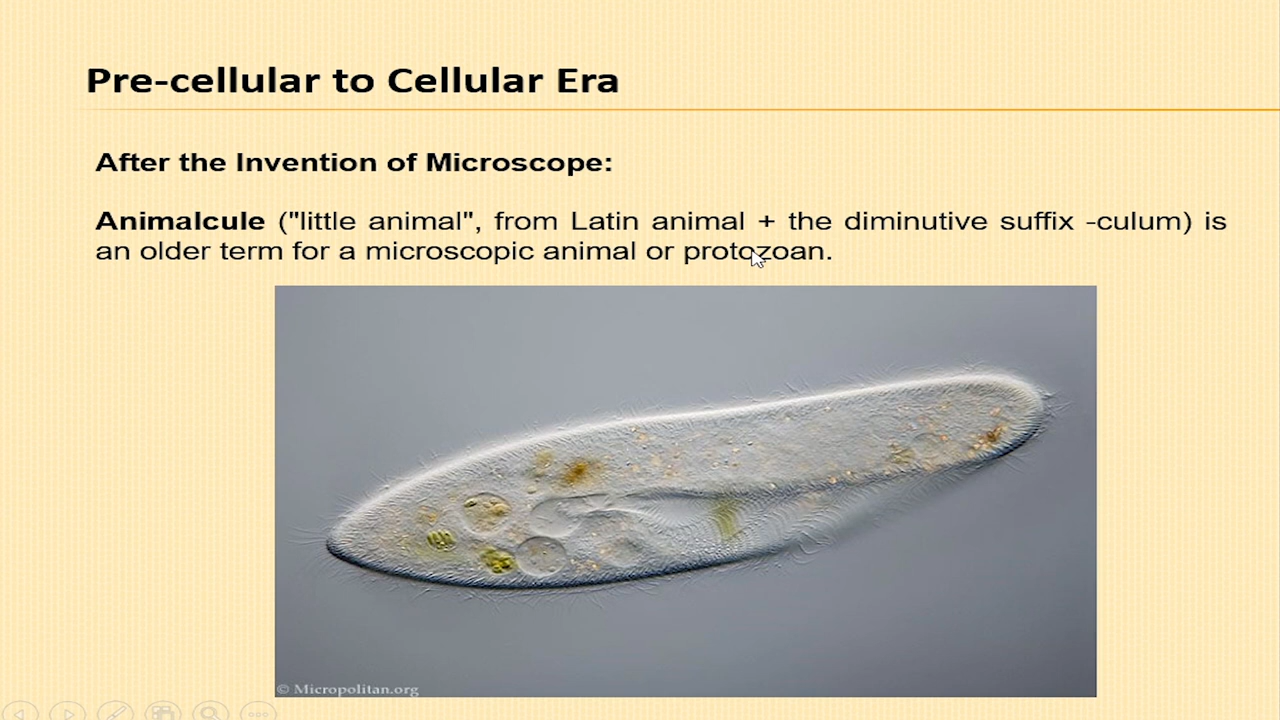 Pre-cellular to Cellular Era
After the Invention of Microscope:
Animalcule ("little animal", from Latin animal + the diminutive suffix -culum) is
an older term for a microscopic animal or protozoan.
© Micropolitan.org